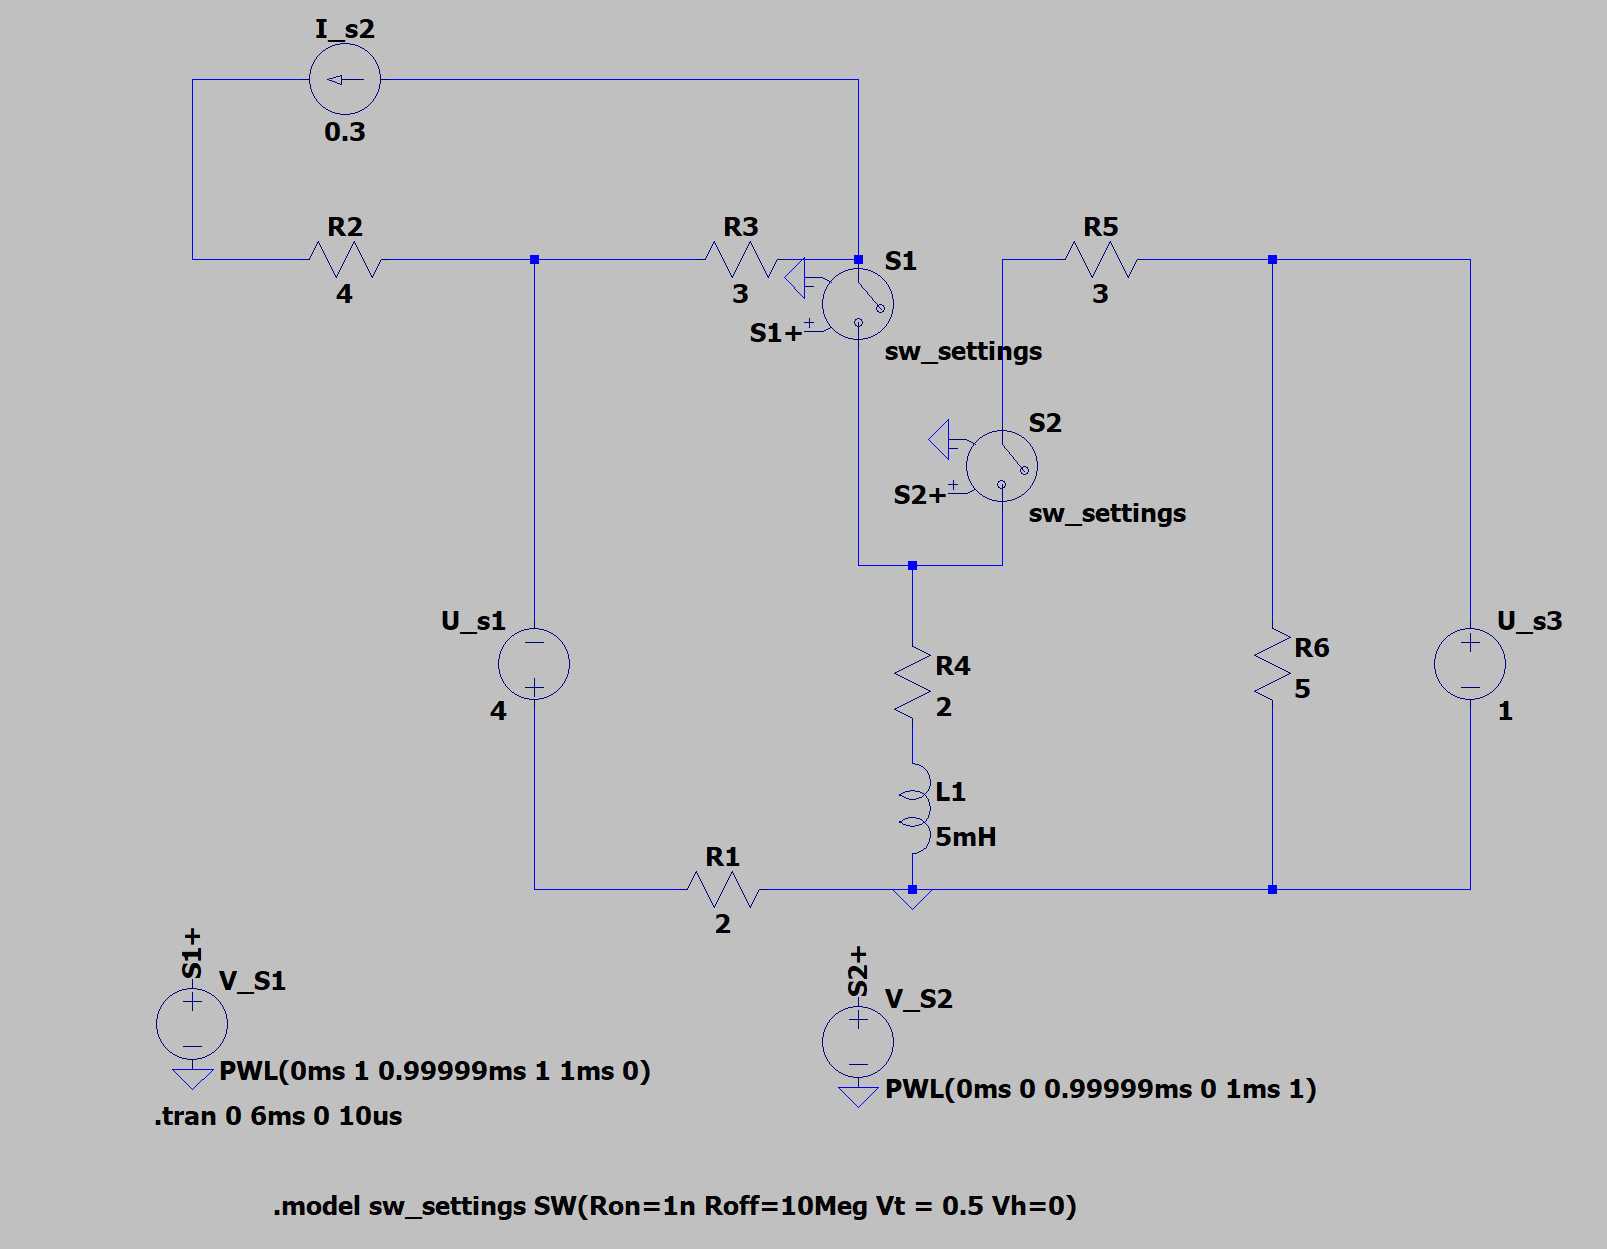 I_s2
0.3
R2
4
R3
3
S1
S1+
sw_settings
R5
3
S2
S2+
sw_settings
U_s1
4
R4
2
L1
5mH
R6
5
U_s3
1
R1
2
S1+
V_S1
PWL(0ms 1 0.99999ms 1 1ms 0)
S2+
V_S2
PWL(0ms 0 0.99999ms 0 1ms 1)
.tran 0 6ms 0 10us
.model sw_settings SW(Ron=1n Roff=10Meg Vt = 0.5 Vh=0)